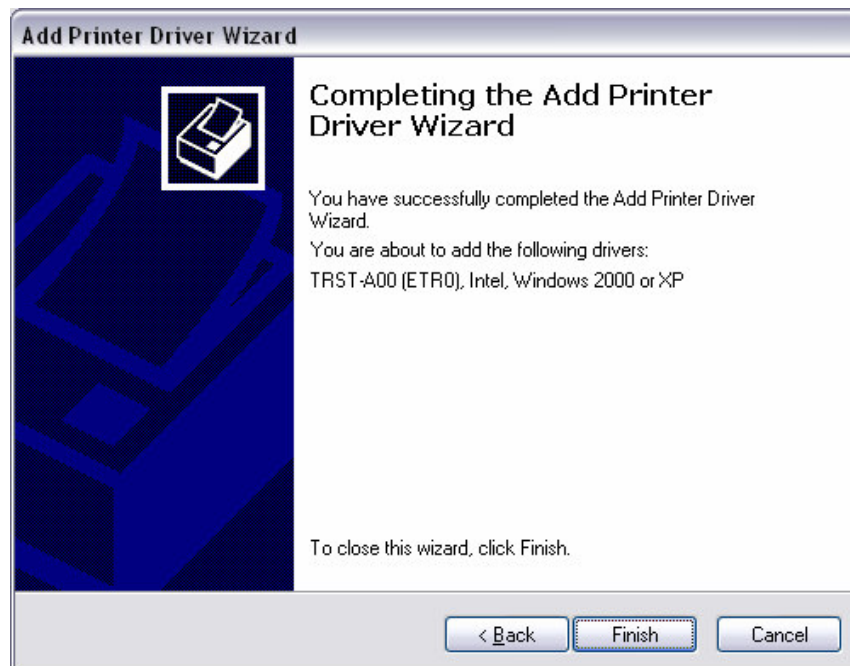 Add Printer Driver Wizard
Completing the Add Printer
Driver Wizard
You have successfully completed the Add Printer Driver
Wizard.
You are about to add the following drivers:
TRST-A00 (ETR0), Intel, Windows 2000 or XP
To close this wizard, click Finish.
< Back Finish Cancel